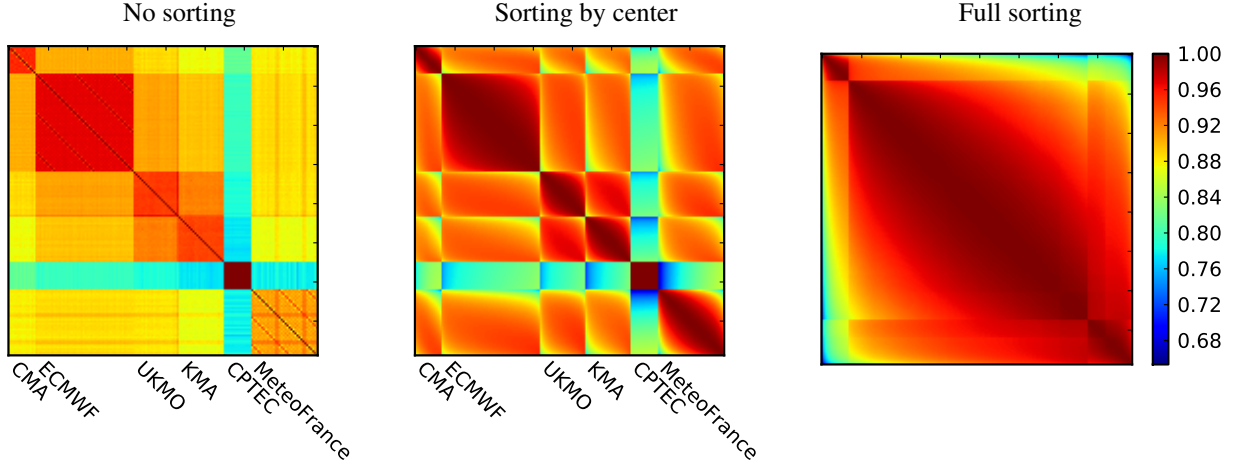 No sorting
Sorting by center
Full sorting
1.00
0.96
0.92
0.88
0.84
0.80
0.76
0.72
0.68
CMA
ECMWF
UKMO
KMA
CPTEC
MeteoFrance
CMA
ECMWF
UKMO
KMA
CPTEC
MeteoFrance